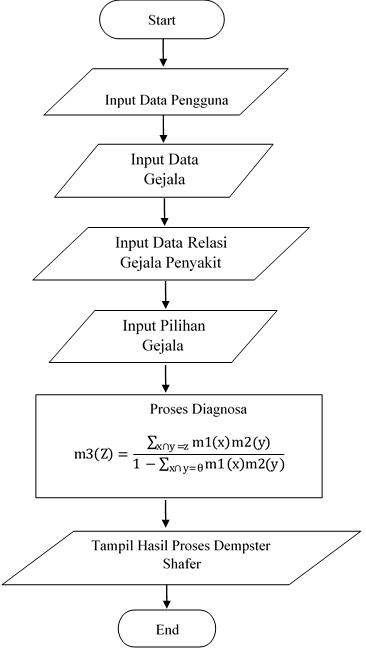 Start
Input Data Pengguna
Input Data
Gejala
Input Data Relasi
Gejala Penyakit
Input Pilihan
Gejala
Proses Diagnosa
m3(Z) = ∑x∩y=z m1(x)m2(y) / 1 − ∑x∩y=θ m1(x)m2(y)
Tampil Hasil Proses Dempster
Shafer
End